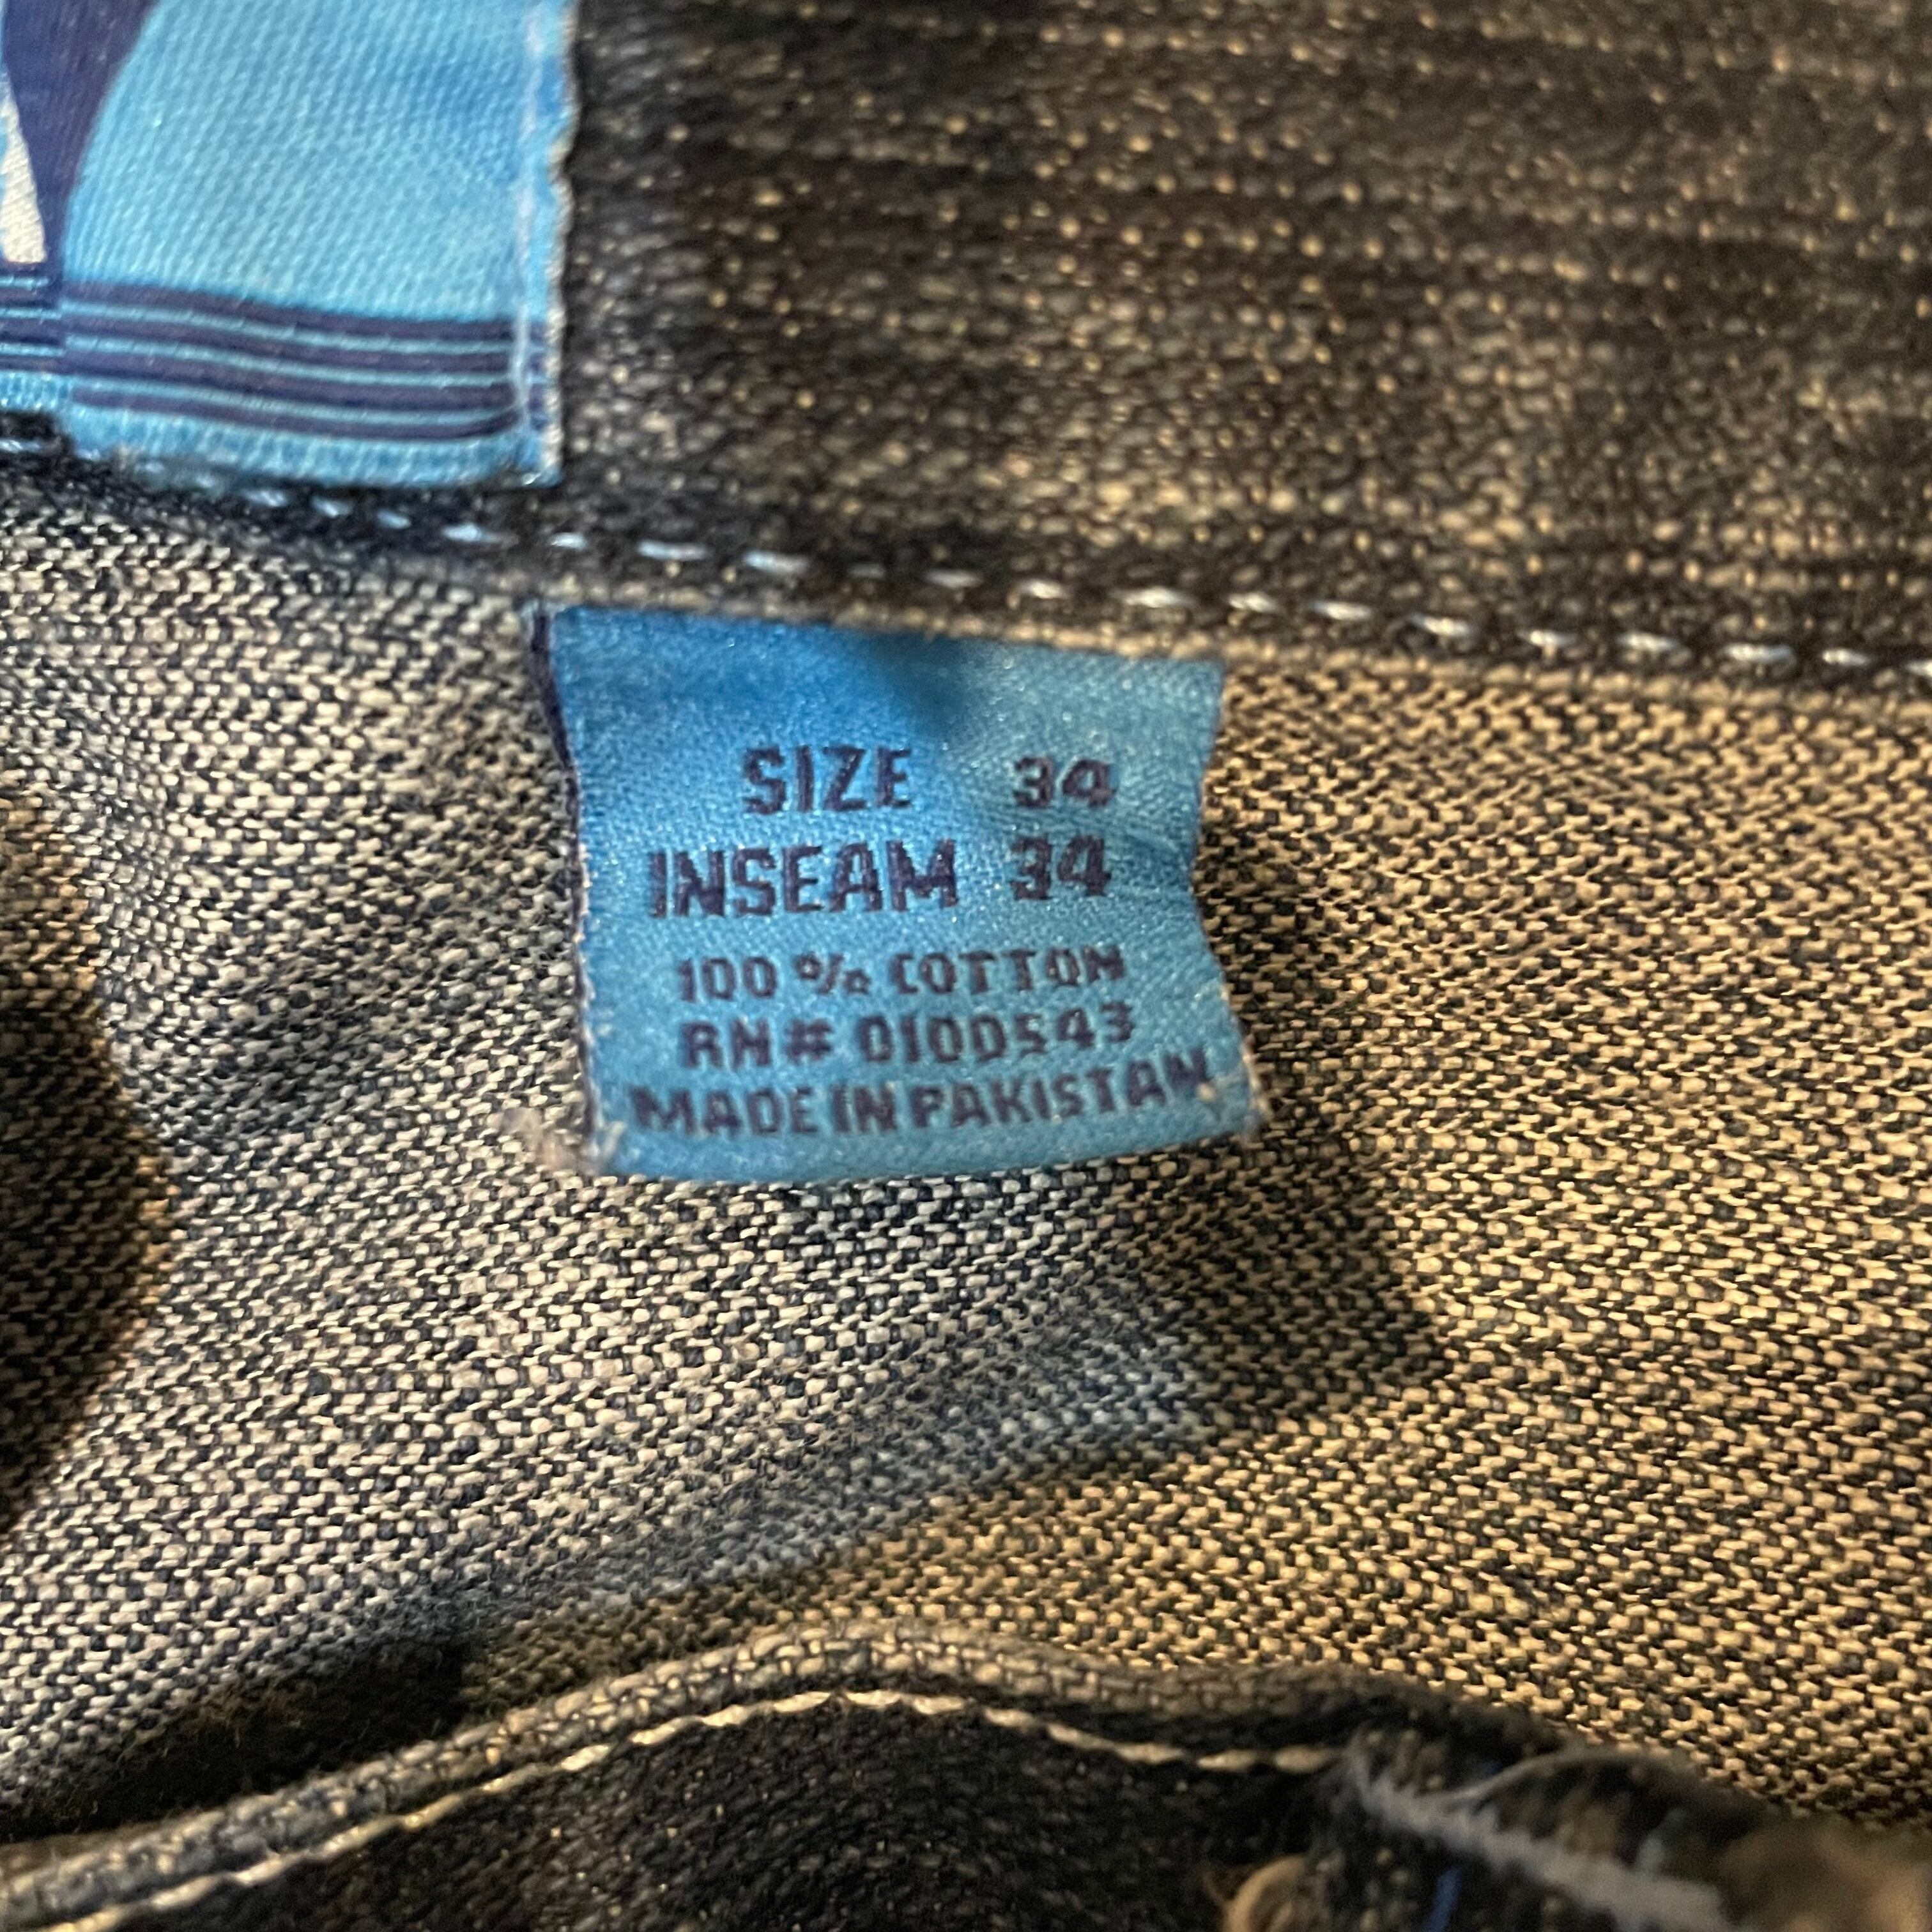 SIZE 34
INSEAM 34
100 % COTTON
RN# 0100543
MADE IN PAKISTAN